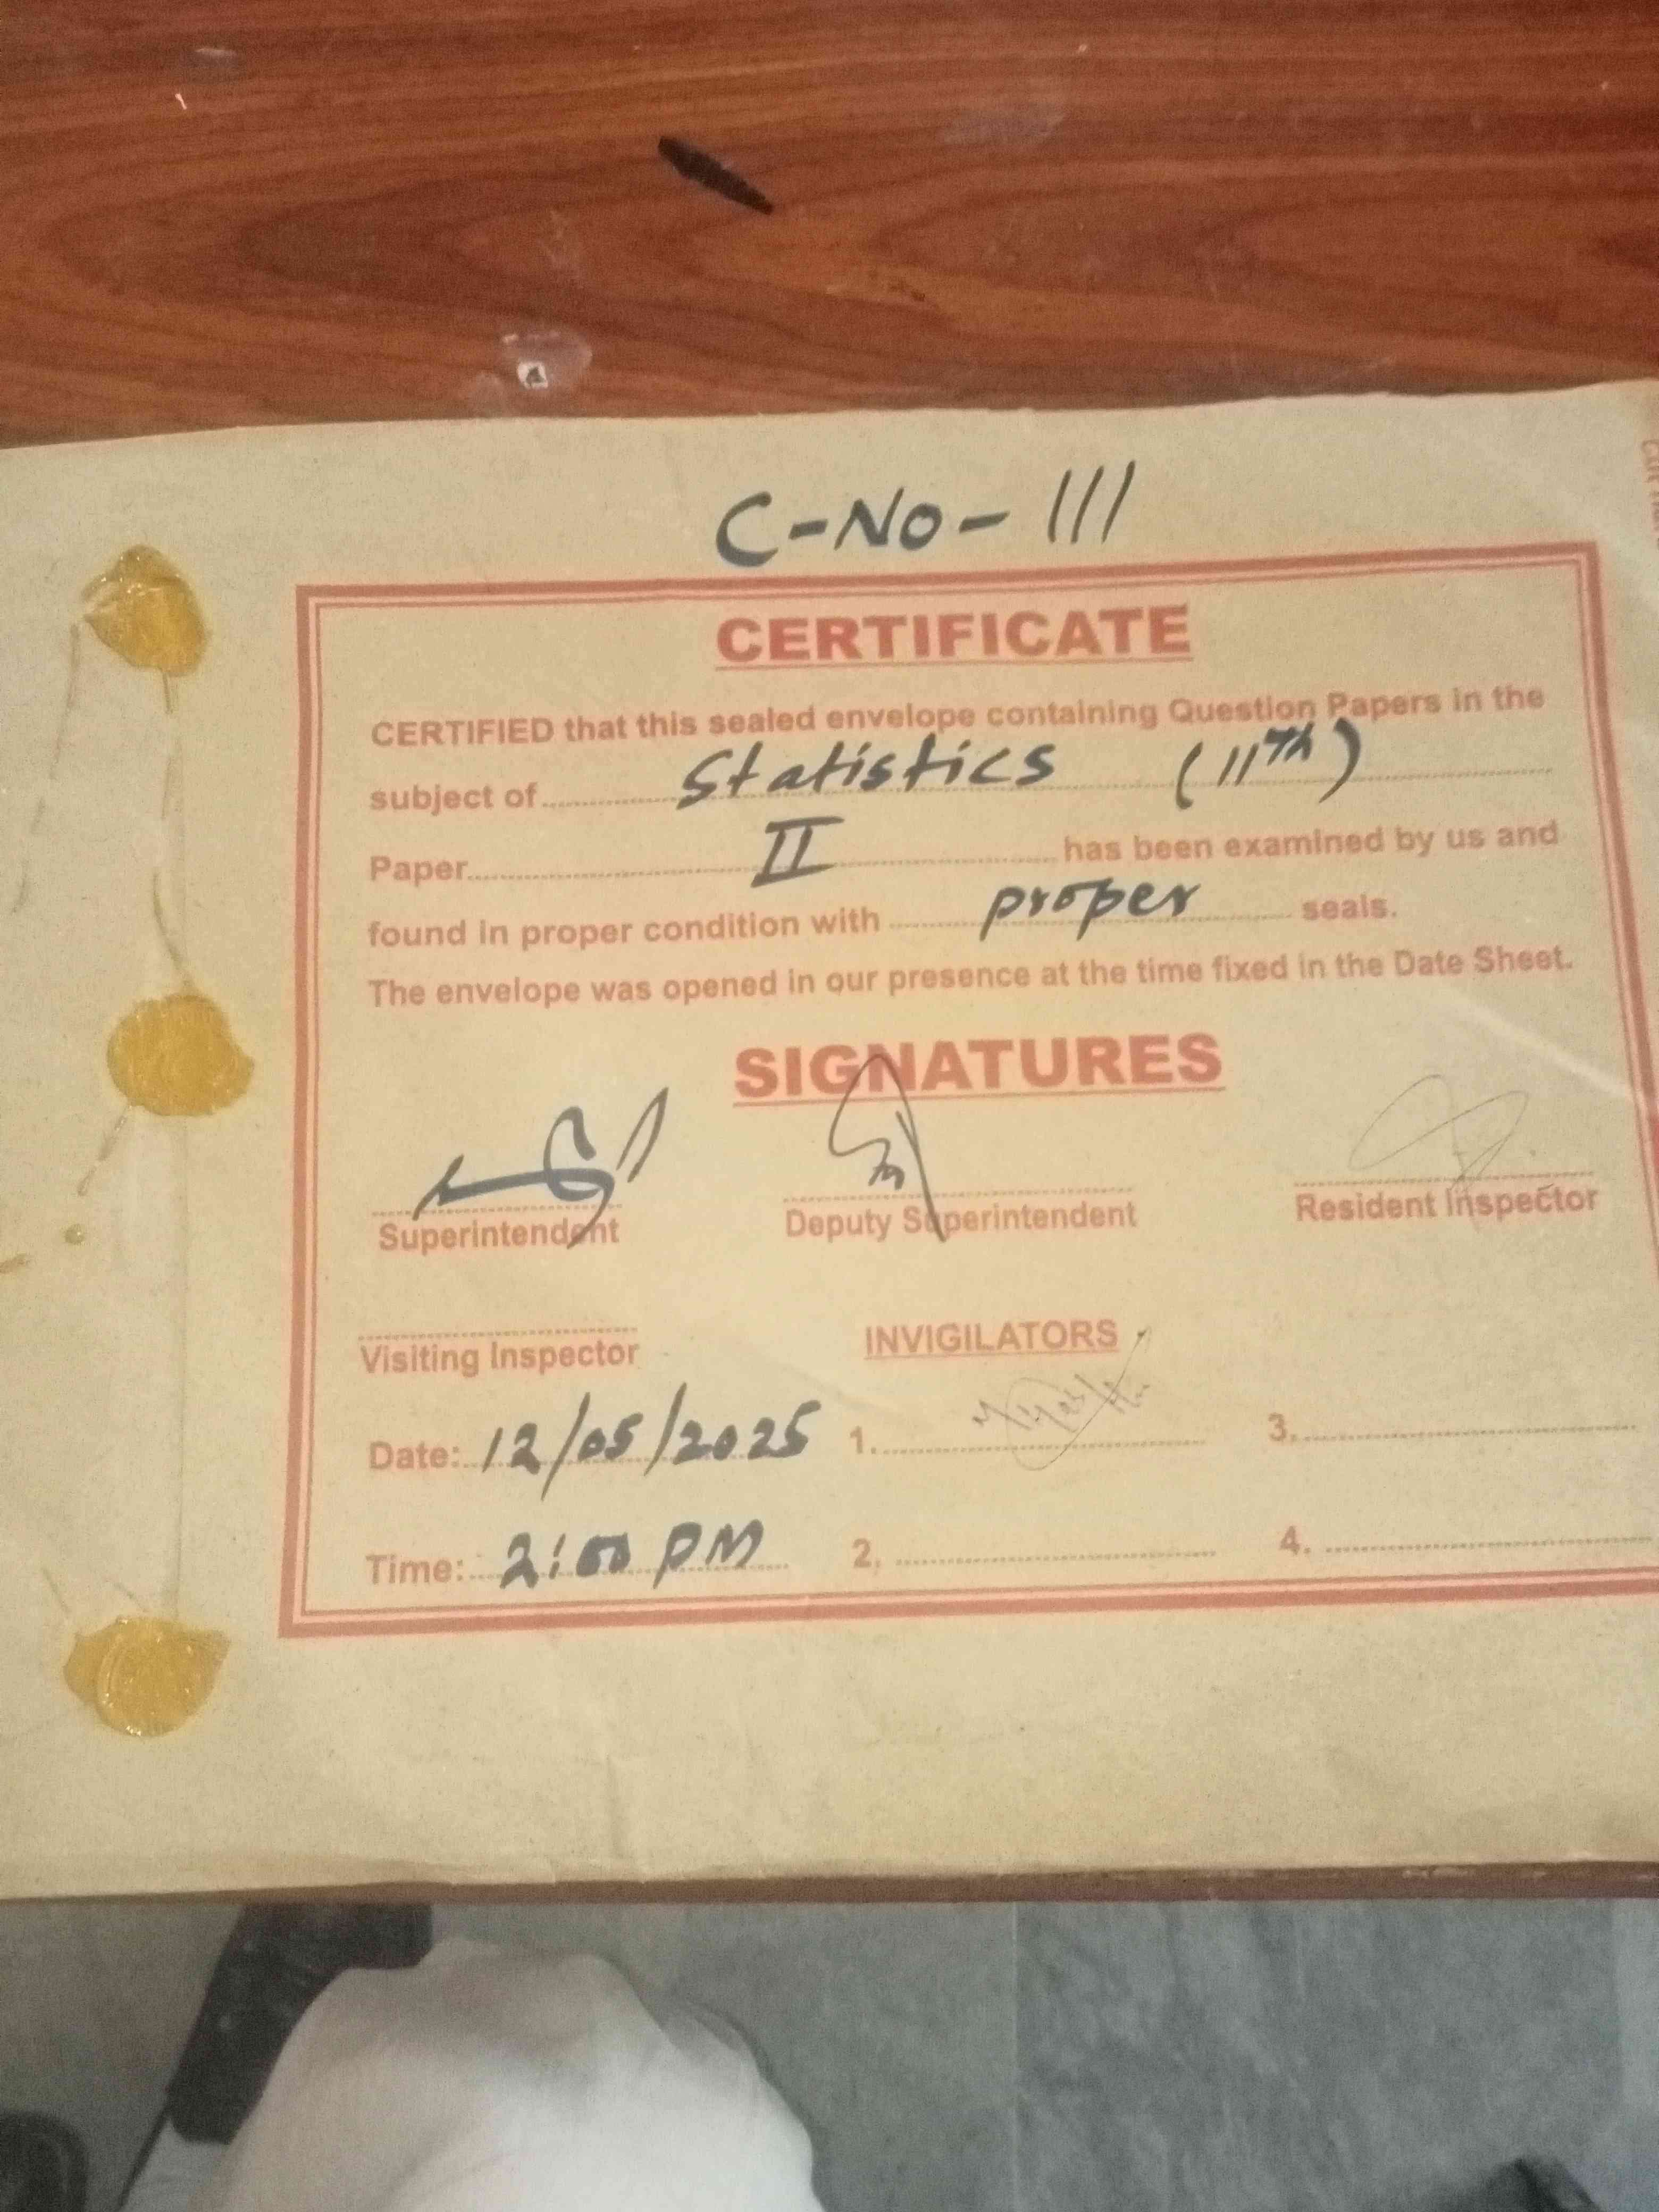 C-No-111
CERTIFICATE
CERTIFIED that this sealed envelope containing Question Papers in the
subject of Statistics (11Th)
Paper II has been examined by us and
found in proper condition with proper seals.
The envelope was opened in our presence at the time fixed in the Date Sheet.
SIGNATURES
Superintendent Deputy Superintendent Resident Inspector
Visiting Inspector INVIGILATORS
Date: 12/05/2025 1. 3.
Time: 2:00 PM 2. 4.